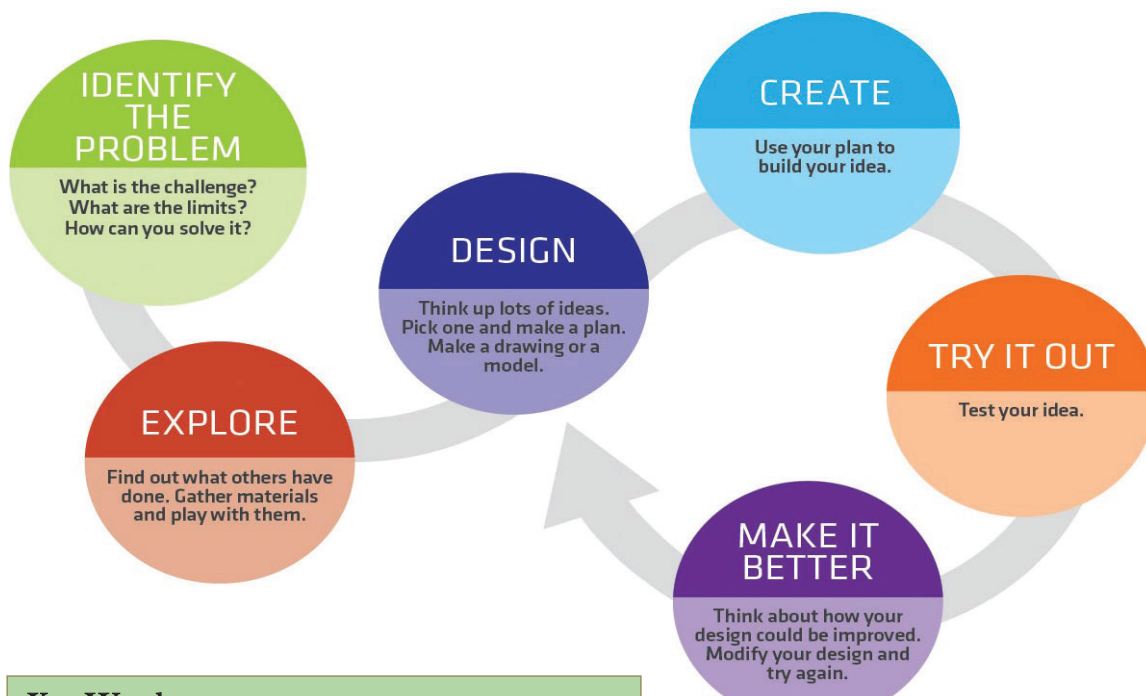 IDENTIFY
THE
PROBLEM
What is the challenge?
What are the limits?
How can you solve it?
EXPLORE
Find out what others have
done. Gather materials
and play with them.
DESIGN
Think up lots of ideas.
Pick one and make a plan.
Make a drawing or a
model.
CREATE
Use your plan to
build your idea.
TRY IT OUT
Test your idea.
MAKE IT
BETTER
Think about how your
design could be improved.
Modify your design and
try again.